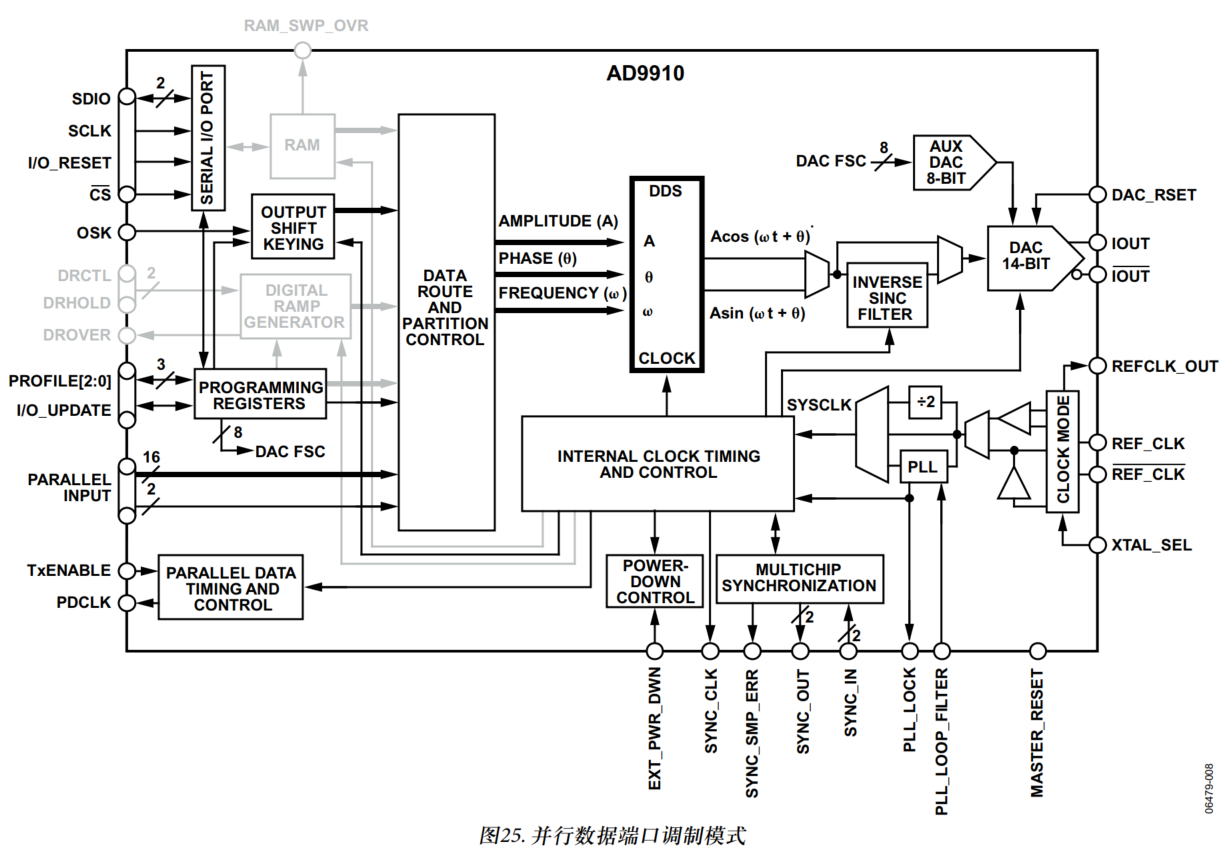 RAM_SWP_OVR
AD9910
SDIO
2
SCLK
I/O_RESET
CS
SERIAL I/O PORT
RAM
OSK
OUTPUT
SHIFT
KEYING
DRCTL
2
DRHOLD
DROVER
DIGITAL
RAMP
GENERATOR
PROFILE[2:0]
3
I/O_UPDATE
PROGRAMMING
REGISTERS
8
DAC FSC
PARALLEL
INPUT
16
2
TxENABLE
PDCLK
PARALLEL DATA
TIMING AND
CONTROL
DATA
ROUTE
AND
PARTITION
CONTROL
AMPLITUDE (A)
PHASE (θ)
FREQUENCY (ω)
DDS
A
θ
ω
CLOCK
Acos (ωt + θ)
Asin (ωt + θ)
INVERSE
SINC
FILTER
DAC FSC
8
AUX
DAC
8-BIT
DAC
14-BIT
DAC_RSET
IOUT
IOUT
REFCLK_OUT
REF_CLK
REF_CLK
XTAL_SEL
CLOCK MODE
÷2
PLL
SYSCLK
INTERNAL CLOCK TIMING
AND CONTROL
POWER-
DOWN
CONTROL
MULTICHIP
SYNCHRONIZATION
2
2
EXT_PWR_DWN
SYNC_CLK
SYNC_SMP_ERR
SYNC_OUT
SYNC_IN
PLL_LOCK
PLL_LOOP_FILTER
MASTER_RESET
06479-008
图25. 并行数据端口调制模式